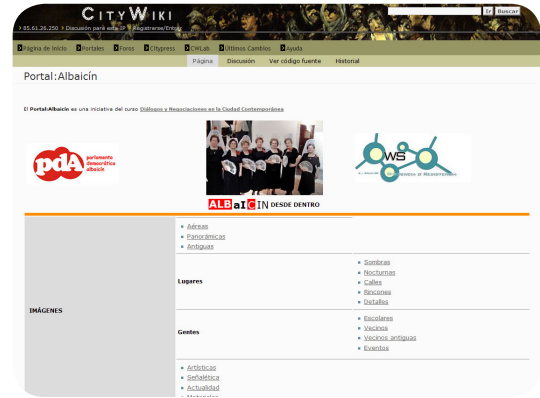 CITYWIKI
Ir Buscar
85.61.26.250 Discusión para esta IP Registrarse/Entrar
Página de Inicio Portales Foros Citypress CWLab Últimos Cambios Ayuda
Página Discusión Ver código fuente Historial
Portal:Albaicín
El Portal:Albaicín es una iniciativa del curso Diálogos y Negociaciones en la Ciudad Contemporánea
pdA parlamento
democrático
albaicín
WS
ALBaICIN DESDE DENTRO
Aéreas
Panorámicas
Antiguas
Lugares
Sombras
Nocturnas
Calles
Rincones
Detalles
IMÁGENES
Gentes
Escolares
Vecinos
Vecinos antiguas
Eventos
Artísticas
Señalética
Actualidad
Materiales